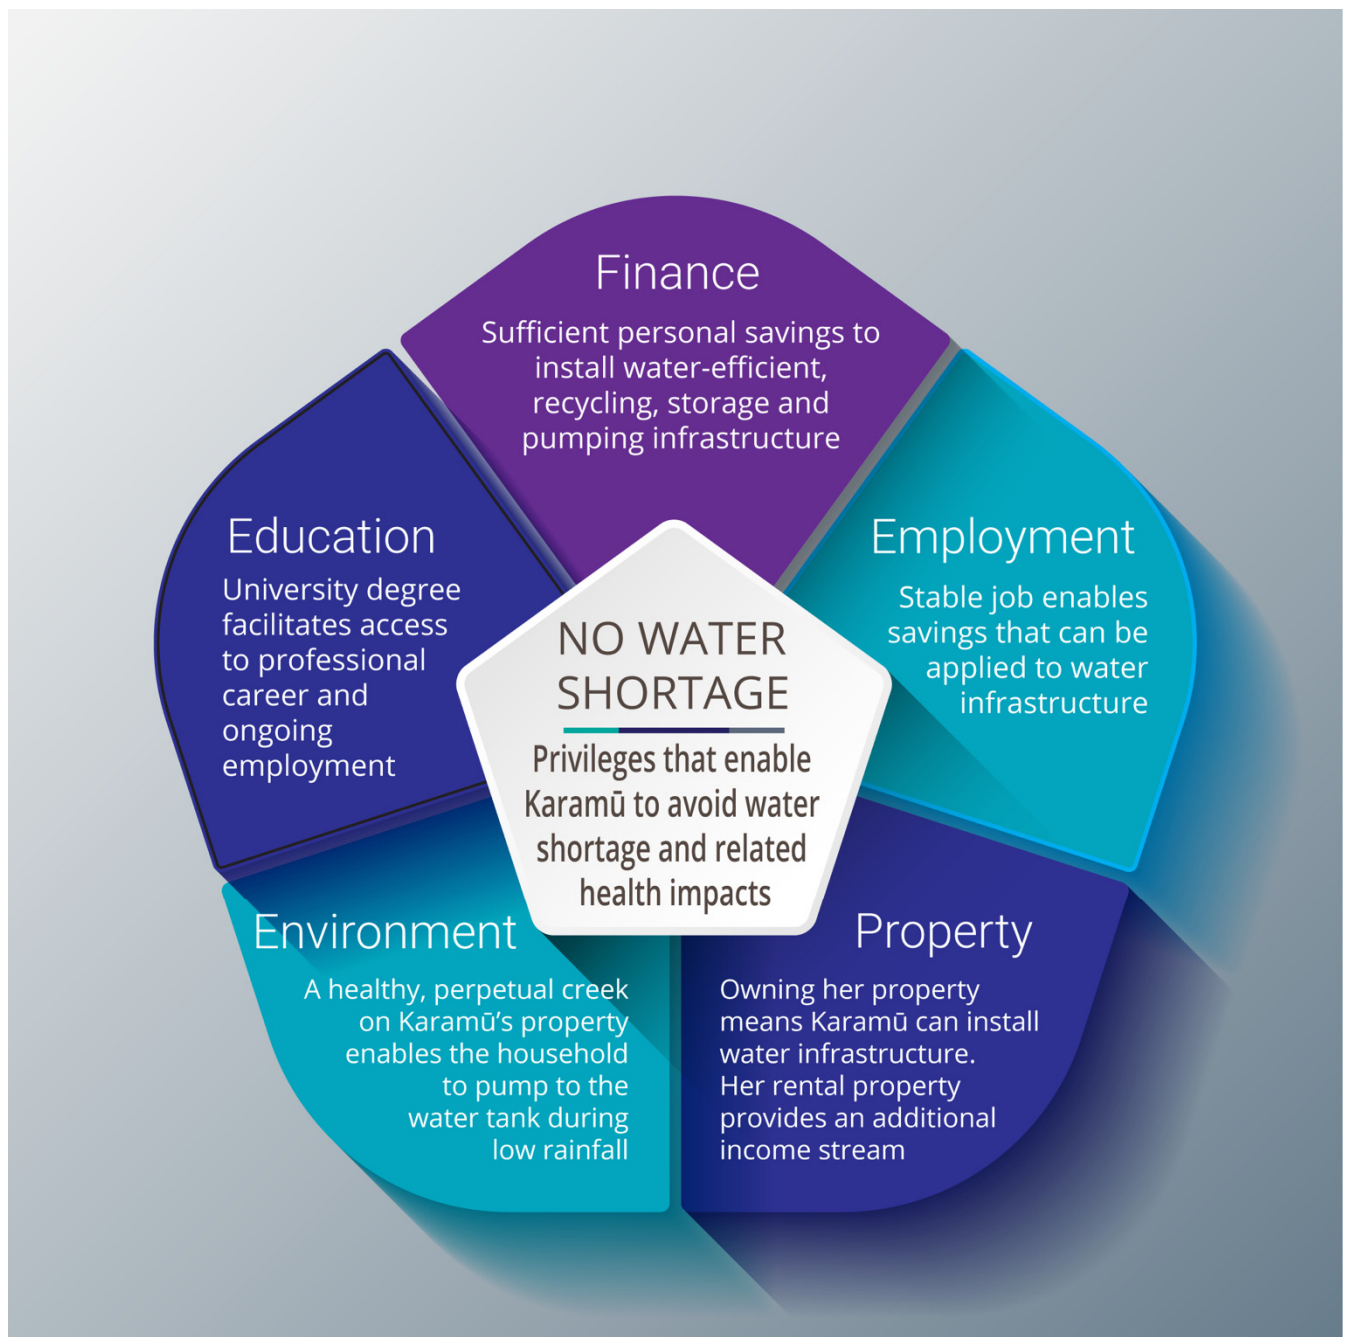 Finance
Sufficient personal savings to
install water-efficient,
recycling, storage and
pumping infrastructure
Education
University degree
facilitates access
to professional
career and
ongoing
employment
Employment
Stable job enables
savings that can be
applied to water
infrastructure
NO WATER
SHORTAGE
Privileges that enable
Karamū to avoid water
shortage and related
health impacts
Environment
A healthy, perpetual creek
on Karamū’s property
enables the household
to pump to the
water tank during
low rainfall
Property
Owning her property
means Karamū can install
water infrastructure.
Her rental property
provides an additional
income stream